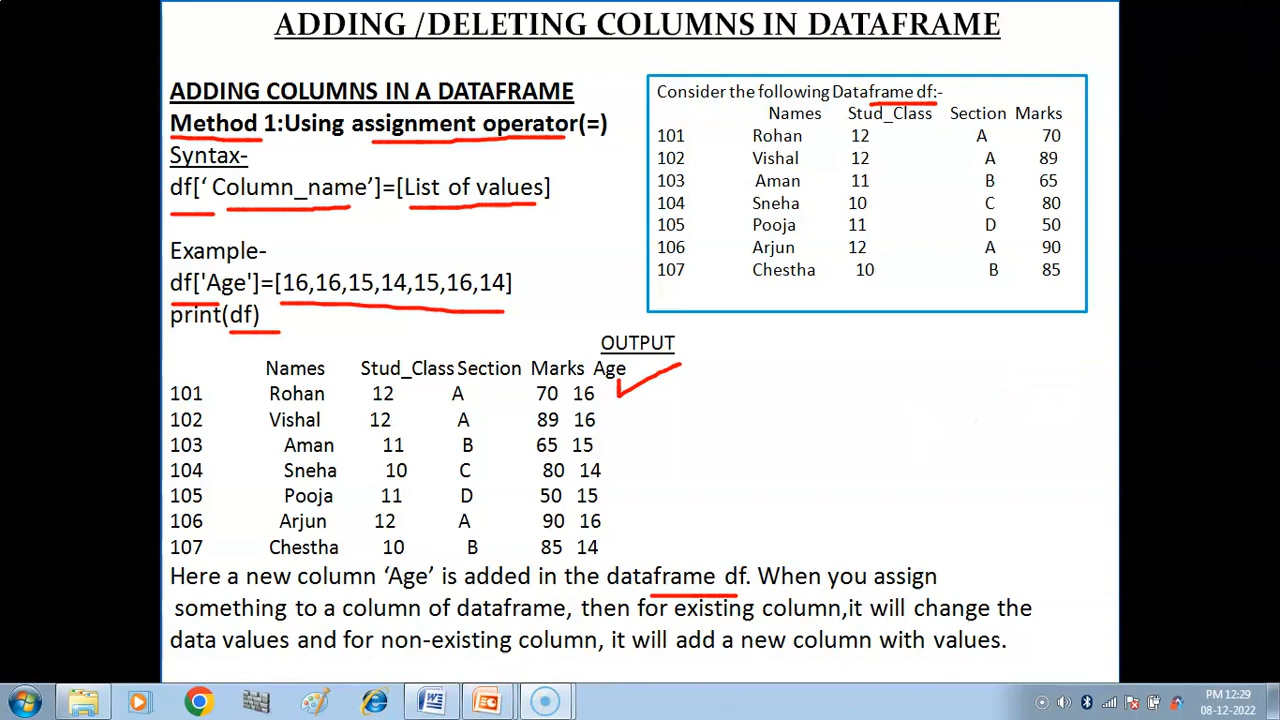 ADDING /DELETING COLUMNS IN DATAFRAME
ADDING COLUMNS IN A DATAFRAME
Method 1:Using assignment operator(=)
Syntax-
df[‘ Column_name’]=[List of values]
Example-
df['Age']=[16,16,15,14,15,16,14]
print(df)
Consider the following Dataframe df:-
Names Stud_Class Section Marks
101 Rohan 12 A 70
102 Vishal 12 A 89
103 Aman 11 B 65
104 Sneha 10 C 80
105 Pooja 11 D 50
106 Arjun 12 A 90
107 Chestha 10 B 85
OUTPUT
Names Stud_Class Section Marks Age
101 Rohan 12 A 70 16
102 Vishal 12 A 89 16
103 Aman 11 B 65 15
104 Sneha 10 C 80 14
105 Pooja 11 D 50 15
106 Arjun 12 A 90 16
107 Chestha 10 B 85 14
Here a new column ‘Age’ is added in the dataframe df. When you assign
something to a column of dataframe, then for existing column,it will change the
data values and for non-existing column, it will add a new column with values.
PM 12:29
08-12-2022